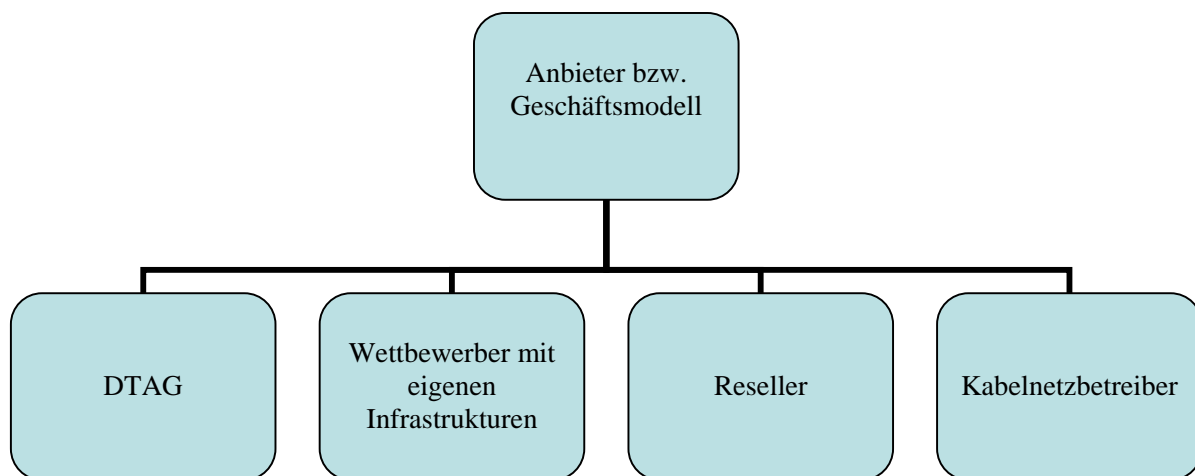 Anbieter bzw.
Geschäftsmodell
DTAG
Wettbewerber mit
eigenen
Infrastrukturen
Reseller
Kabelnetzbetreiber